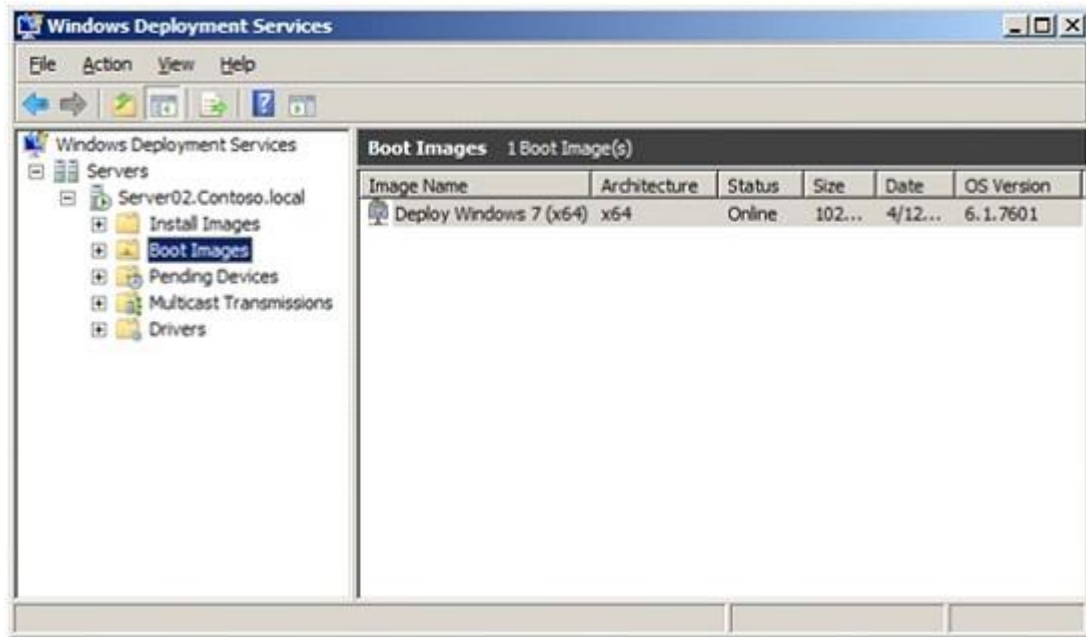 Windows Deployment Services
File Action View Help
Windows Deployment Services
Servers
Server02.Contoso.local
Install Images
Boot Images
Pending Devices
Multicast Transmissions
Drivers
Boot Images 1 Boot Image(s)
Image Name Architecture Status Size Date OS Version
Deploy Windows 7 (x64) x64 Online 102... 4/12... 6.1.7601